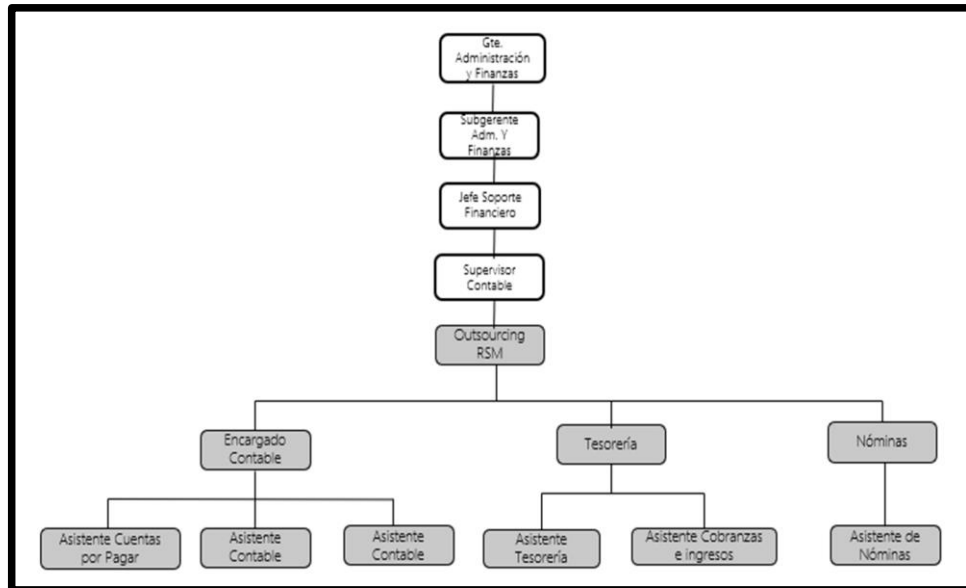 Gte.
Administración
y Finanzas
Subgerente
Adm. Y
Finanzas
Jefe Soporte
Financiero
Supervisor
Contable
Outsourcing
RSM
Encargado
Contable
Tesorería
Nóminas
Asistente Cuentas
por Pagar
Asistente
Contable
Asistente
Contable
Asistente
Tesorería
Asistente Cobranzas
e ingresos
Asistente de
Nóminas